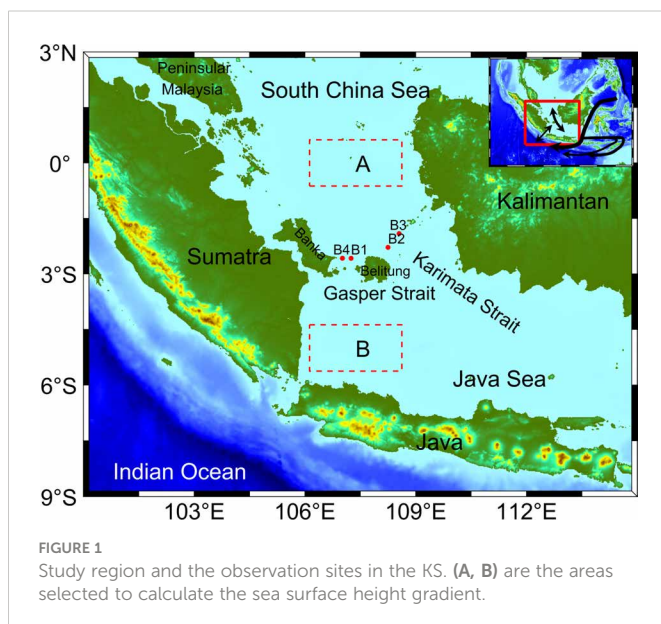 3°N
Peninsular
Malaysia
South China Sea
0°
A
Kalimantan
B3
B2
Banka
B4 B1
Sumatra
Belitung
Karimata Strait
3°S
Gasper Strait
B
Java Sea
6°S
Java
Indian Ocean
9°S
103°E 106°E 109°E 112°E
FIGURE 1
Study region and the observation sites in the KS. (A, B) are the areas
selected to calculate the sea surface height gradient.